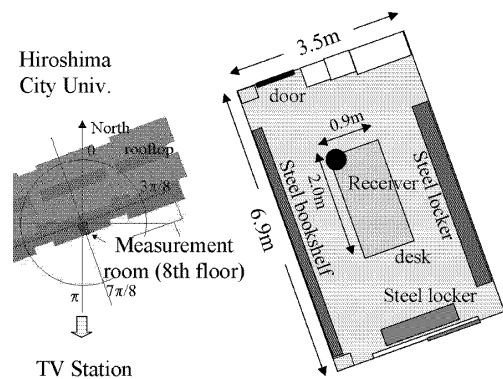 Hiroshima
City Univ.
North
0
rooftop
3π/8
Measurement
room (8th floor)
7π/8
π
TV Station
3.5m
door
0.9m
2.0m
Receiver
Steel bookshelf
Steel locker
6.9m
desk
Steel locker